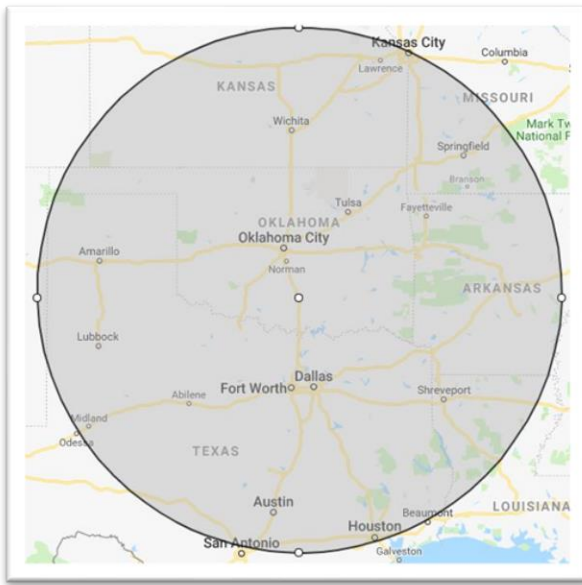 Kansas City
Columbia
Lawrence
KANSAS
MISSOURI
Wichita
Mark Tw
National F
Springfield
Branson
Tulsa
Fayetteville
OKLAHOMA
Oklahoma City
Amarillo
Norman
ARKANSAS
Lubbock
Dallas
Fort Worth
Abilene
Shreveport
Midland
Odessa
TEXAS
Austin
LOUISIANA
Beaumont
Houston
San Antonio
Galveston